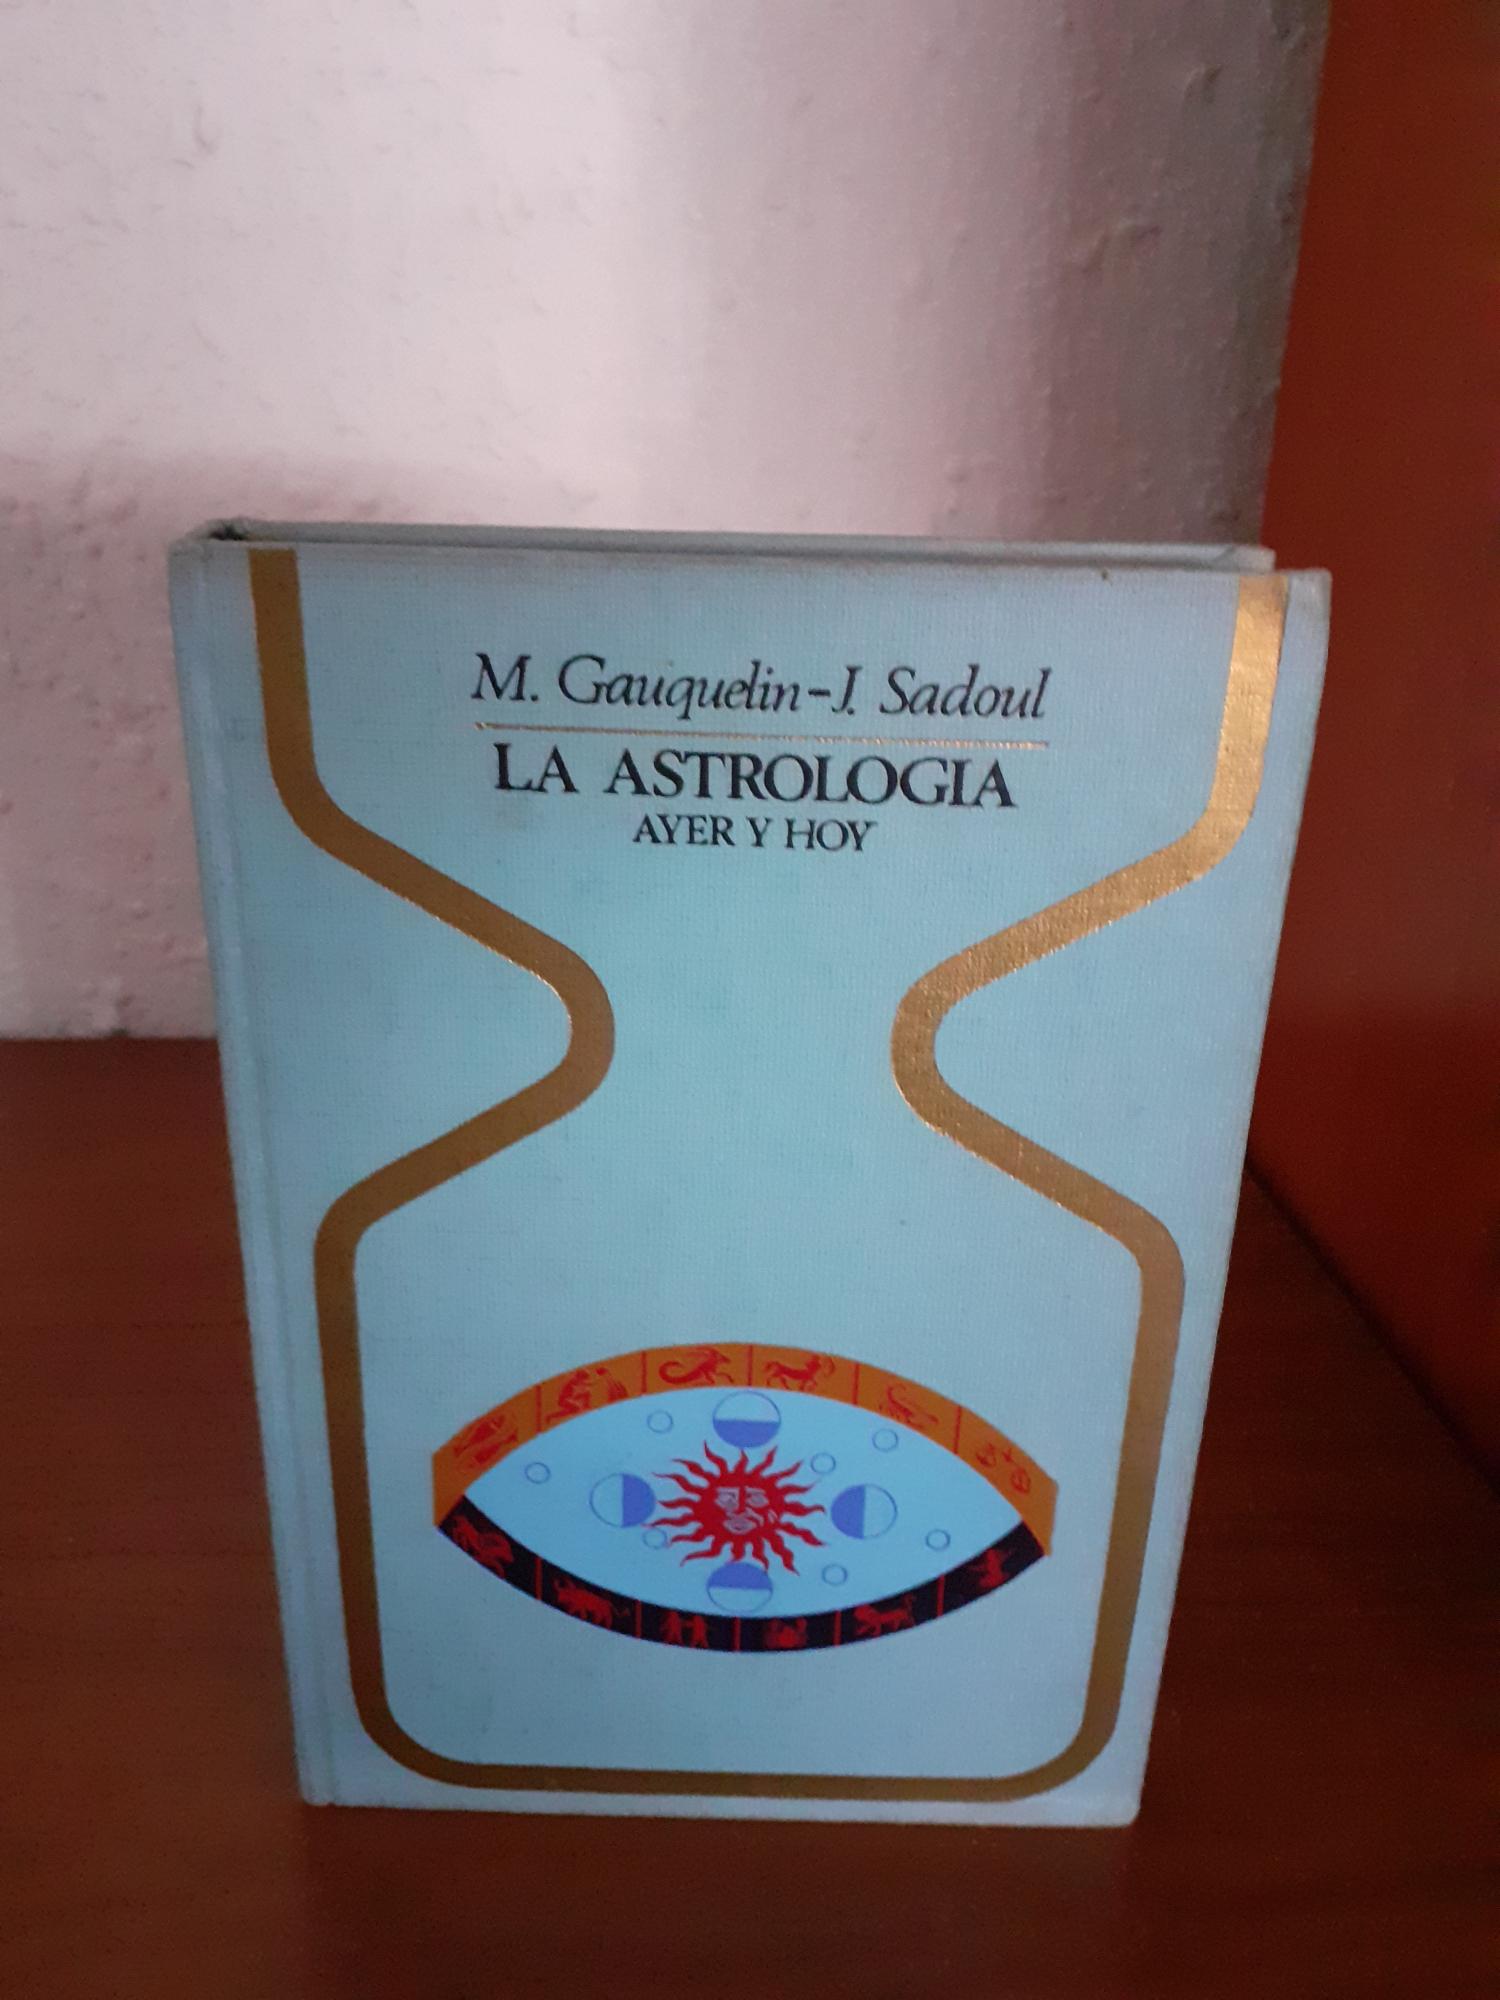 M. Gauquelin-J. Sadoul
LA ASTROLOGIA
AYER Y HOY